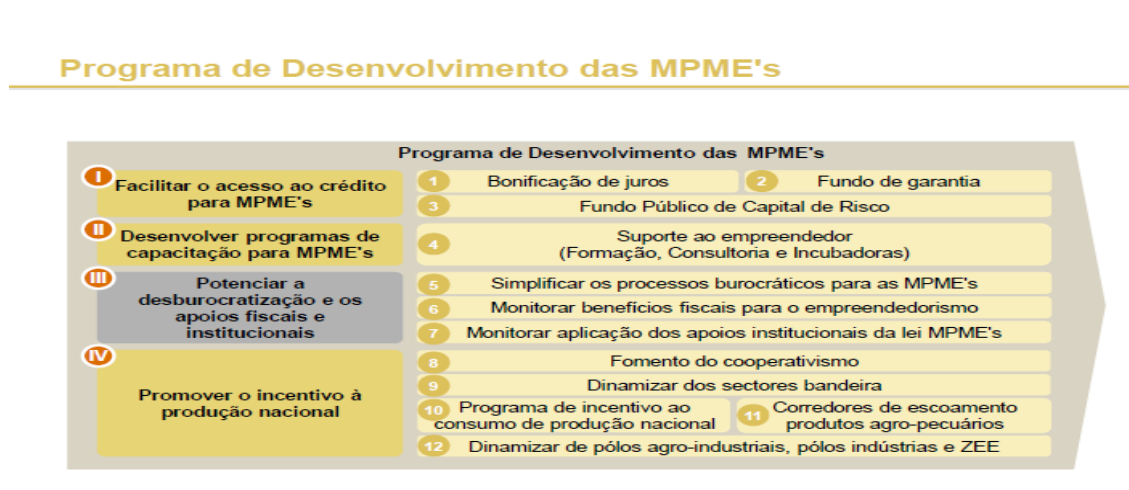 Programa de Desenvolvimento das MPME's
Programa de Desenvolvimento das MPME's
I
Facilitar o acesso ao crédito
para MPME's
1 Bonificação de juros
2 Fundo de garantia
3 Fundo Público de Capital de Risco
II
Desenvolver programas de
capacitação para MPME's
4 Suporte ao empreendedor
(Formação, Consultoria e Incubadoras)
III
Potenciar a
desburocratização e os
apoios fiscais e
institucionais
5 Simplificar os processos burocráticos para as MPME's
6 Monitorar benefícios fiscais para o empreendedorismo
7 Monitorar aplicação dos apoios institucionais da lei MPME's
IV
Promover o incentivo à
produção nacional
8 Fomento do cooperativismo
9 Dinamizar dos sectores bandeira
10 Programa de incentivo ao
consumo de produção nacional
11 Corredores de escoamento
produtos agro-pecuários
12 Dinamizar de pólos agro-industriais, pólos indústrias e ZEE